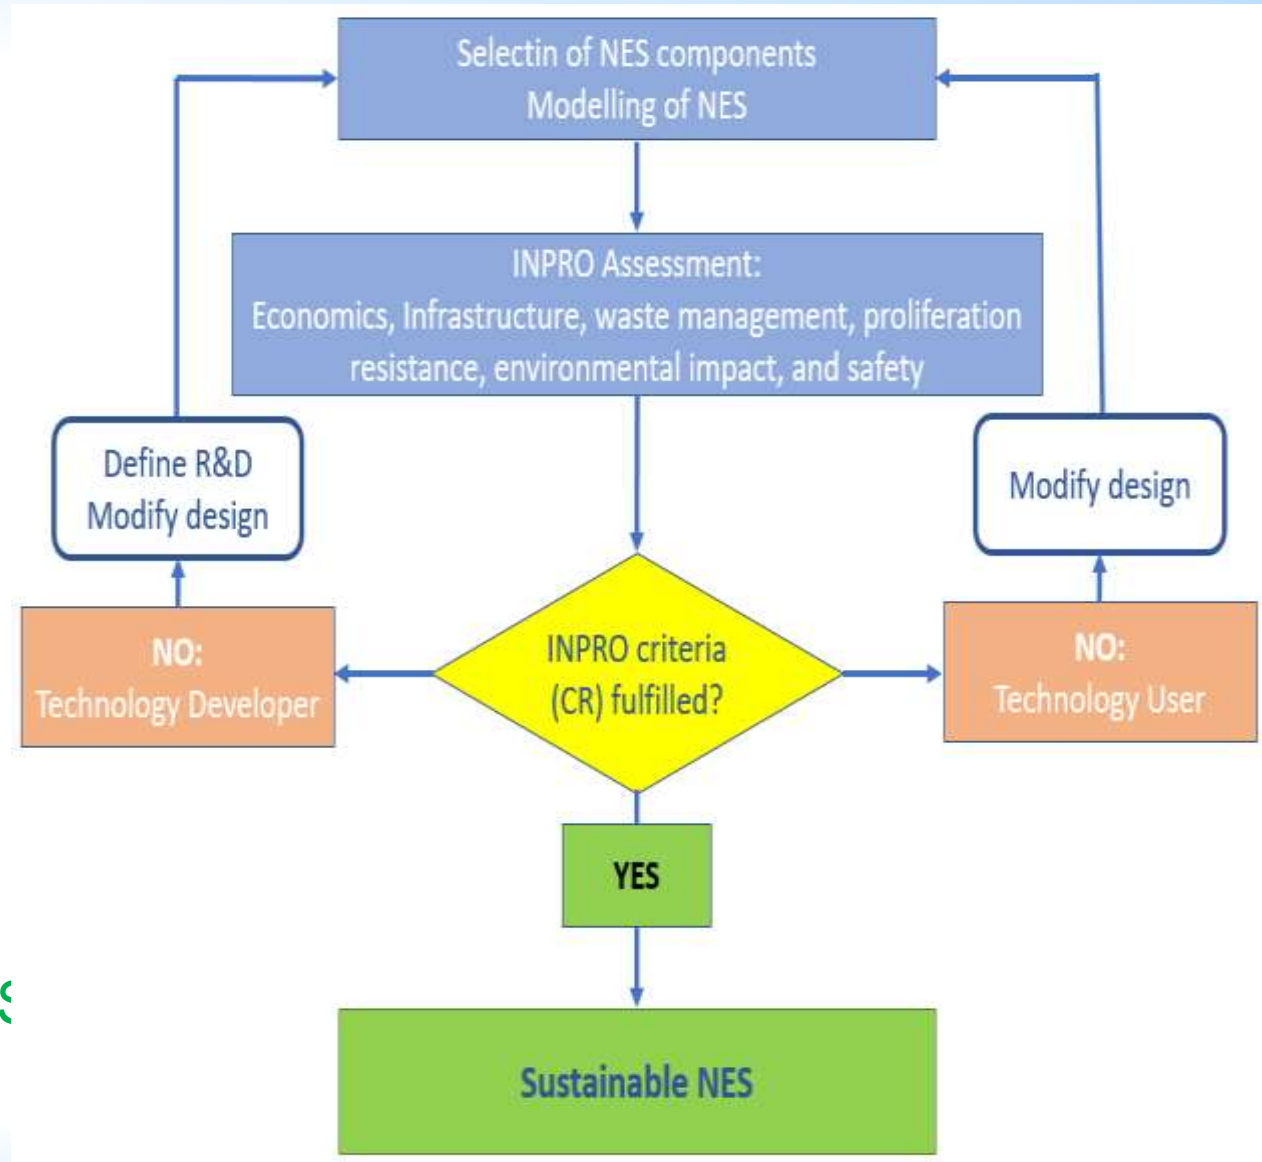 Selectin of NES components
Modelling of NES
INPRO Assessment:
Economics, Infrastructure, waste management, proliferation
resistance, environmental impact, and safety
Define R&D
Modify design
Modify design
NO:
Technology Developer
INPRO criteria
(CR) fulfilled?
NO:
Technology User
YES
Sustainable NES